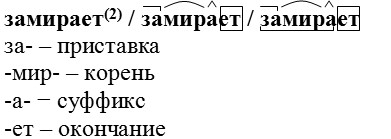 замирает(2) / замирает / замирает
за- – приставка
-мир- – корень
-а- – суффикс
-ет – окончание